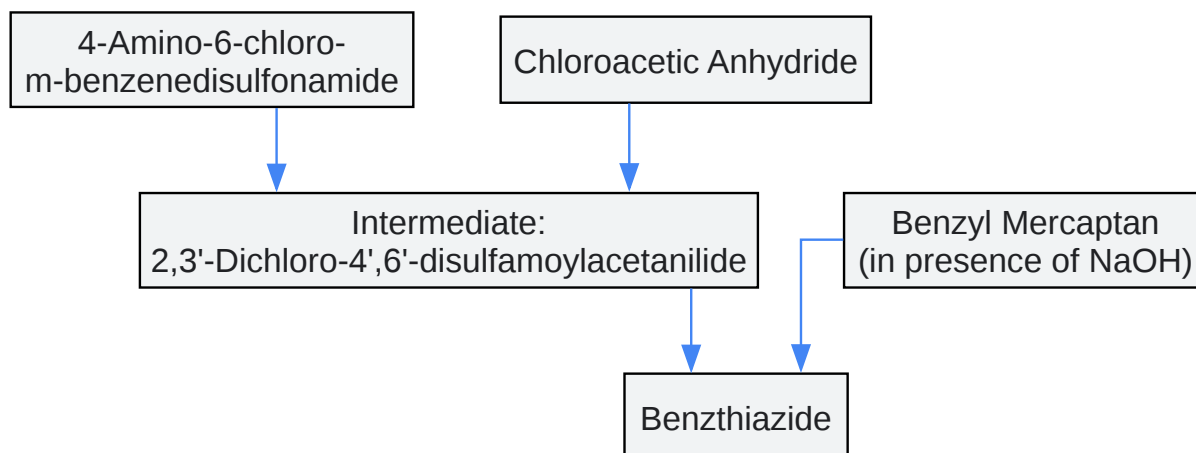 4-Amino-6-chloro-
m-benzenedisulfonamide
Chloroacetic Anhydride
Intermediate:
2,3'-Dichloro-4',6'-disulfamoylacetanilide
Benzyl Mercaptan
(in presence of NaOH)
Benzthiazide